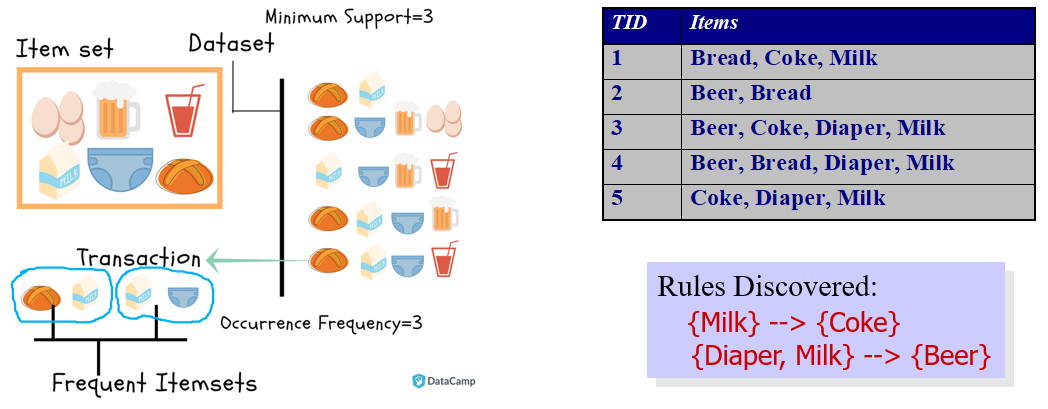 Minimum Support=3
Item set
Dataset
MILK
Transaction
Occurrence Frequency=3
Frequent Itemsets
DataCamp
TID Items
1 Bread, Coke, Milk
2 Beer, Bread
3 Beer, Coke, Diaper, Milk
4 Beer, Bread, Diaper, Milk
5 Coke, Diaper, Milk
Rules Discovered:
{Milk} --> {Coke}
{Diaper, Milk} --> {Beer}